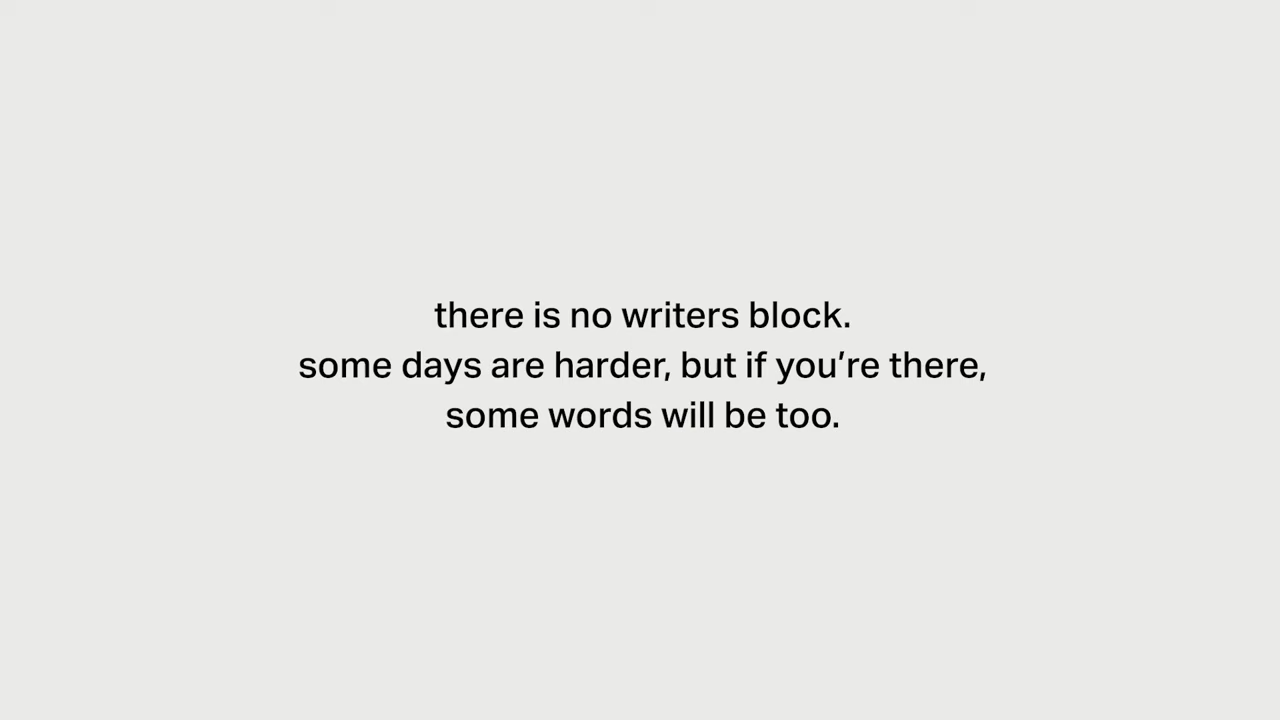 there is no writers block.
some days are harder, but if you’re there,
some words will be too.